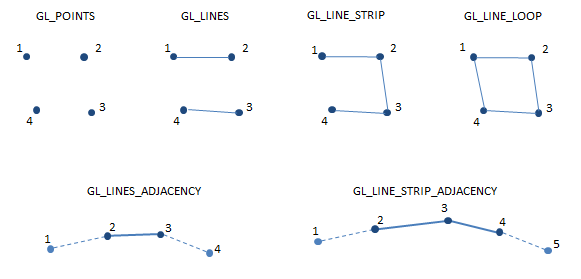 GL_POINTS
GL_LINES
GL_LINE_STRIP
GL_LINE_LOOP
1 2
1 2
1 2
1 2
4 3
4 3
4 3
4 3
GL_LINES_ADJACENCY
GL_LINE_STRIP_ADJACENCY
1 2 3 4
1 2 3 4 5